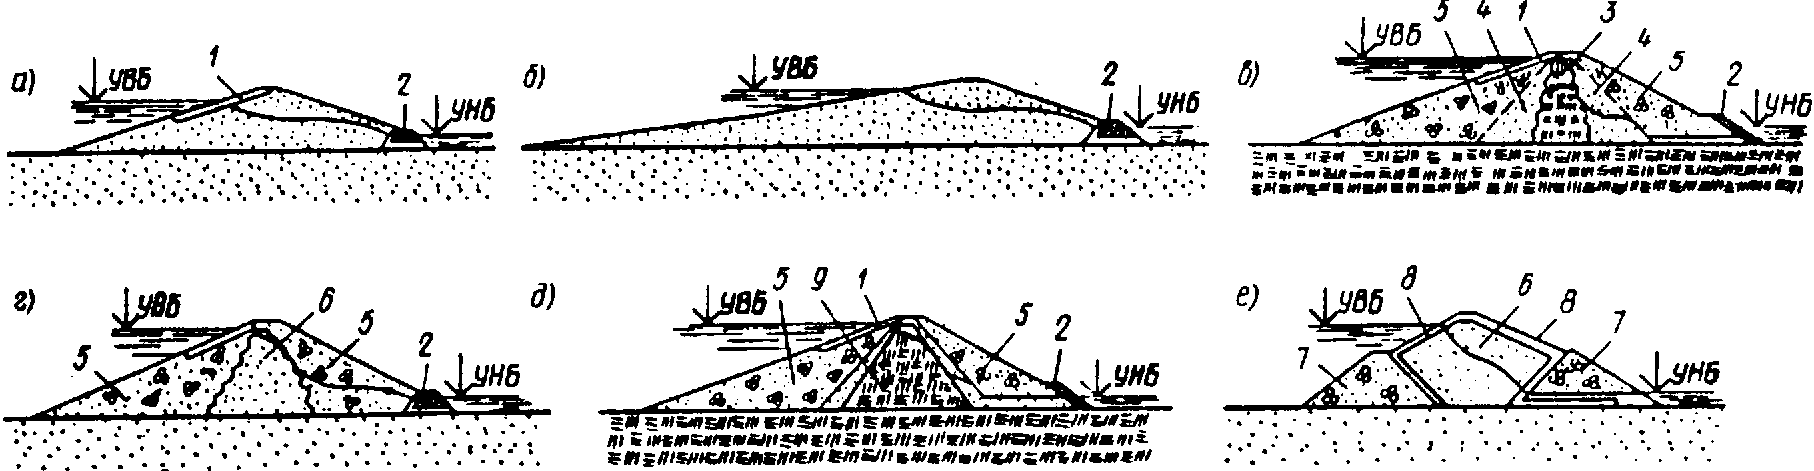 а) УВБ 1 2 УНБ
б) УВБ 2 УНБ
в) УВБ 5 4 1 3 4 5 2 УНБ
г) УВБ 5 6 5 2 УНБ
д) УВБ 5 9 1 5 2 УНБ
е) УВБ 7 8 6 8 7 УНБ